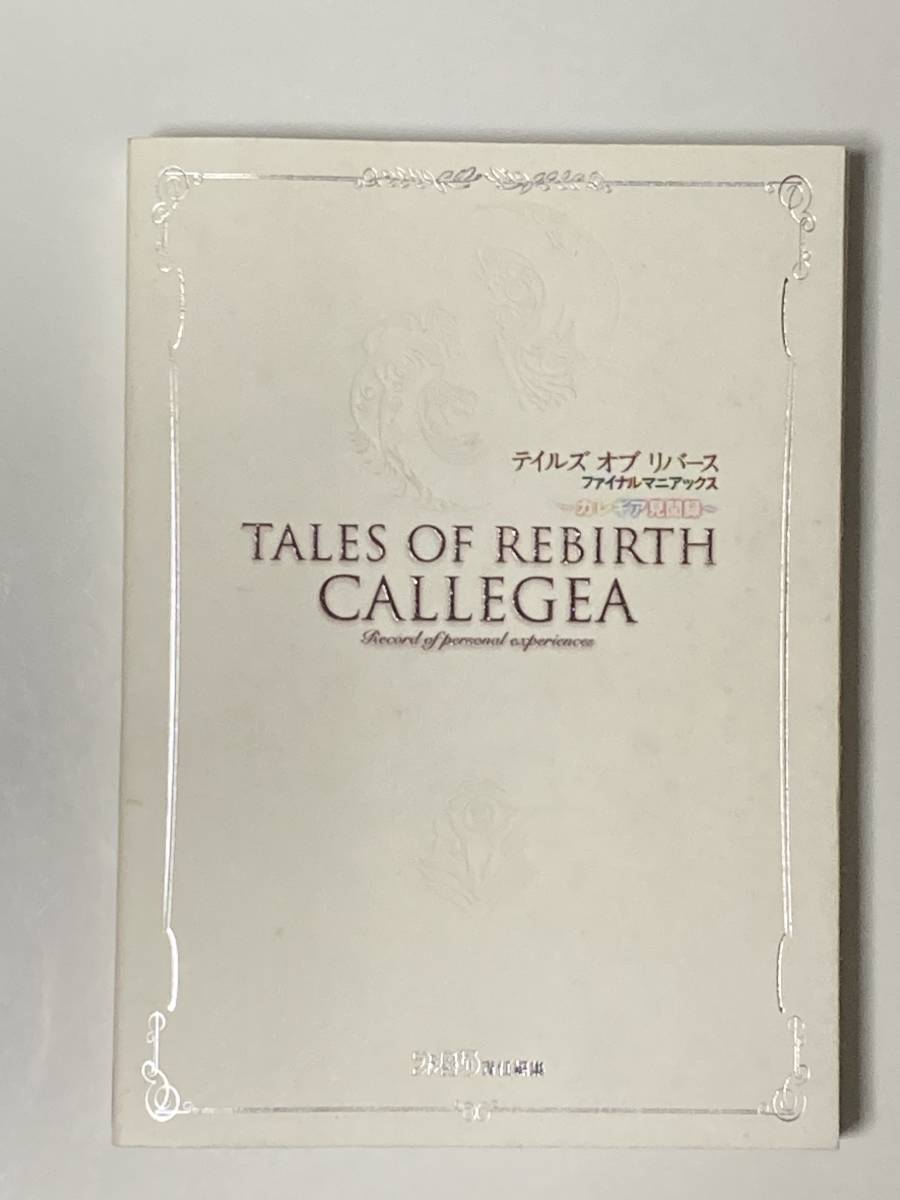 テイルズ オブ リバース
ファイナルマニアックス
~カレギア見聞録~
TALES OF REBIRTH
CALLEGEA
Record of personal experiences
ファミ通責任編集